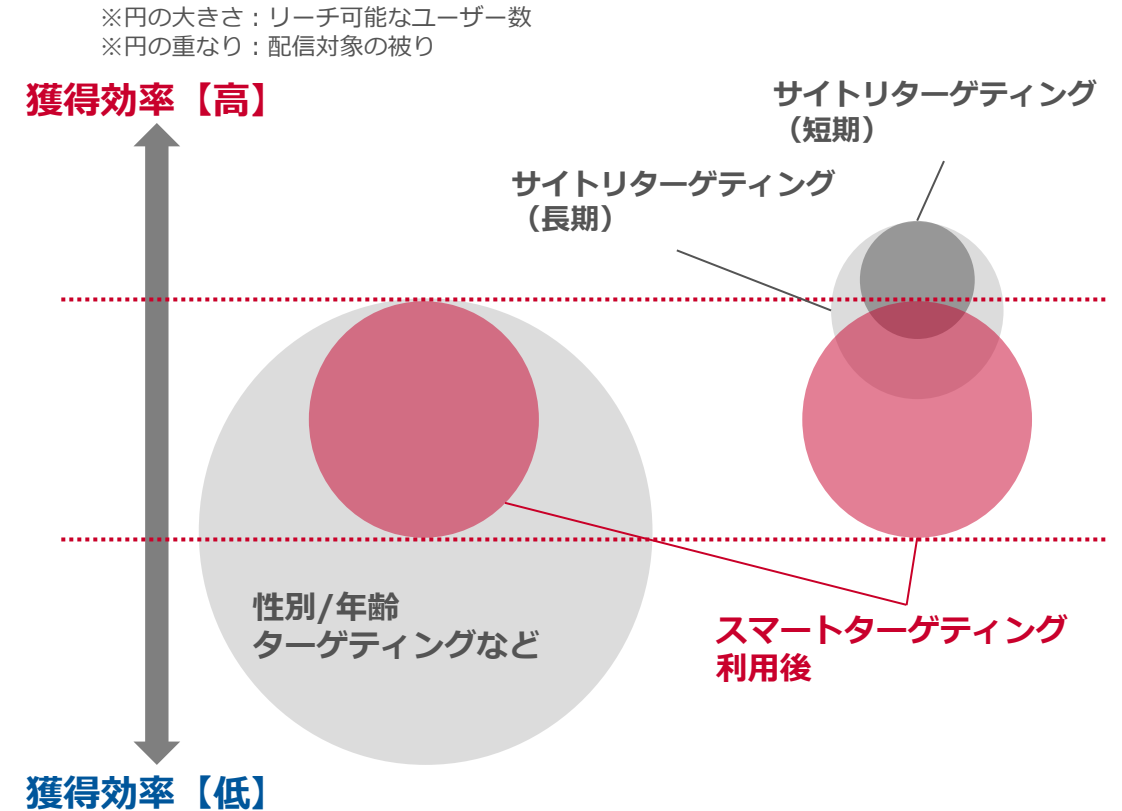 ※円の大きさ：リーチ可能なユーザー数
※円の重なり：配信対象の被り
獲得効率【高】
サイトリターゲティング
（短期）
サイトリターゲティング
（長期）
性別/年齢
ターゲティングなど
スマートターゲティング
利用後
獲得効率【低】